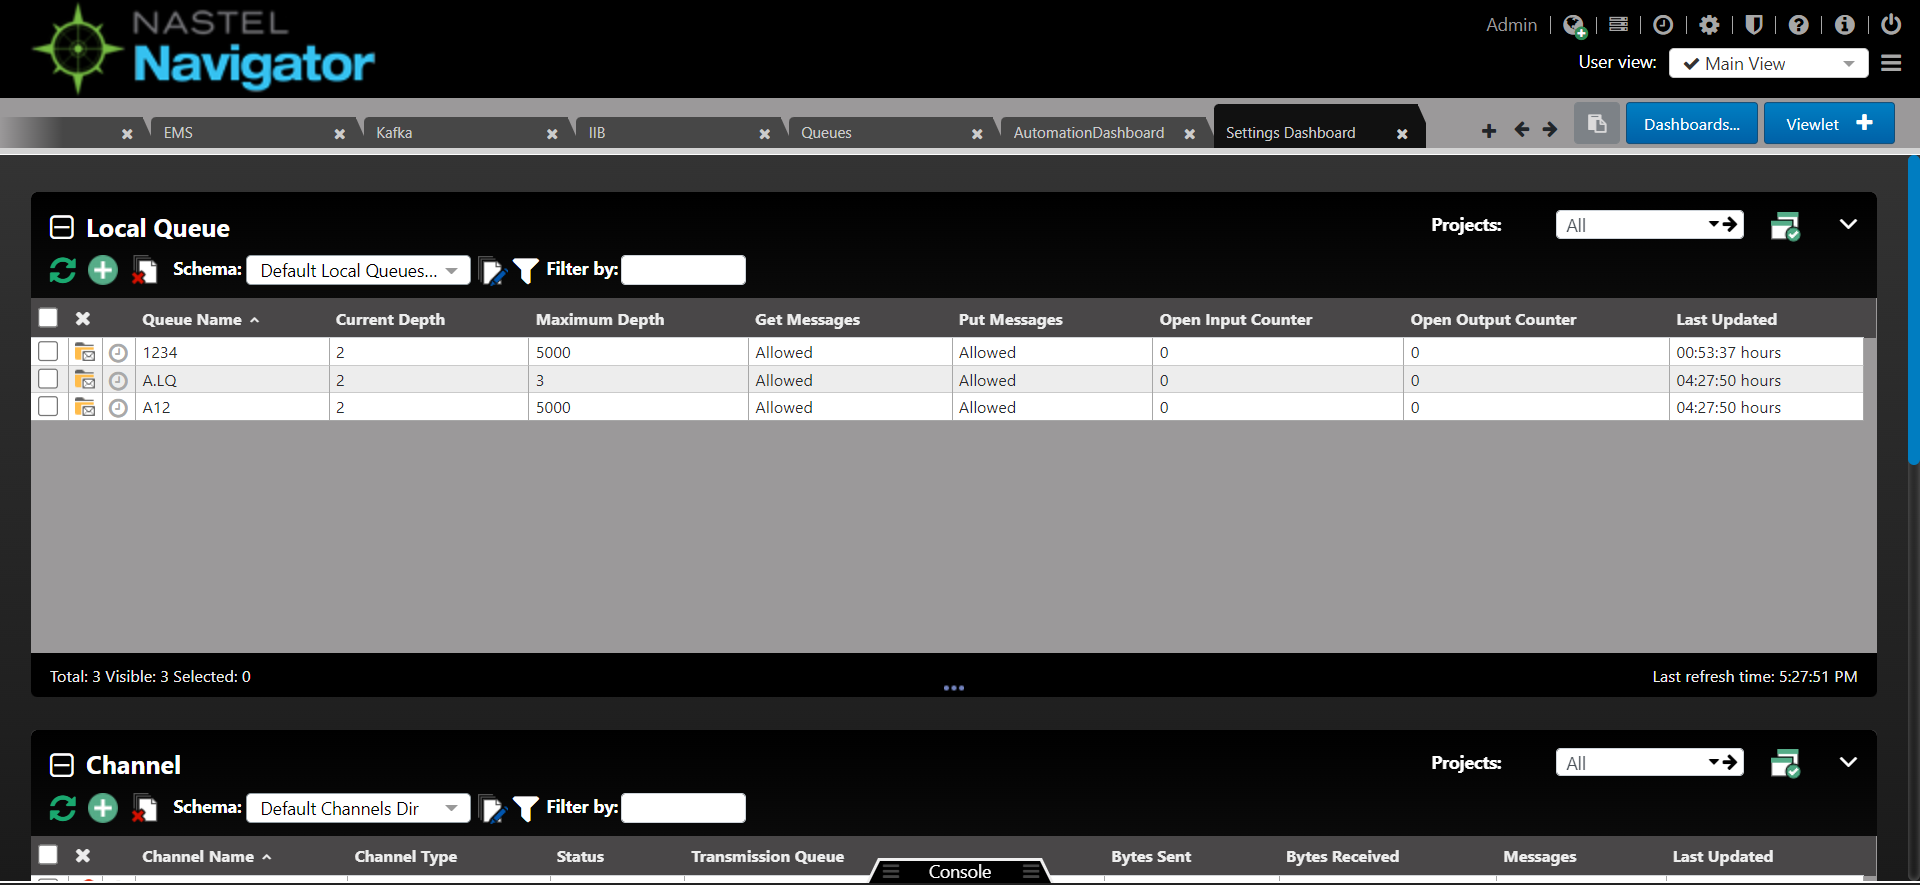 NASTEL
Navigator
Admin
User view: Main View
EMS Kafka IIB Queues AutomationDashboard Settings Dashboard Dashboards... Viewlet
Local Queue Projects: All
Schema: Default Local Queues... Filter by:
Queue Name Current Depth Maximum Depth Get Messages Put Messages Open Input Counter Open Output Counter Last Updated
1234 2 5000 Allowed Allowed 0 0 00:53:37 hours
A.LQ 2 3 Allowed Allowed 0 0 04:27:50 hours
A12 2 5000 Allowed Allowed 0 0 04:27:50 hours
Total: 3 Visible: 3 Selected: 0 Last refresh time: 5:27:51 PM
Channel Projects: All
Schema: Default Channels Dir Filter by:
Channel Name Channel Type Status Transmission Queue Bytes Sent Bytes Received Messages Last Updated
Console